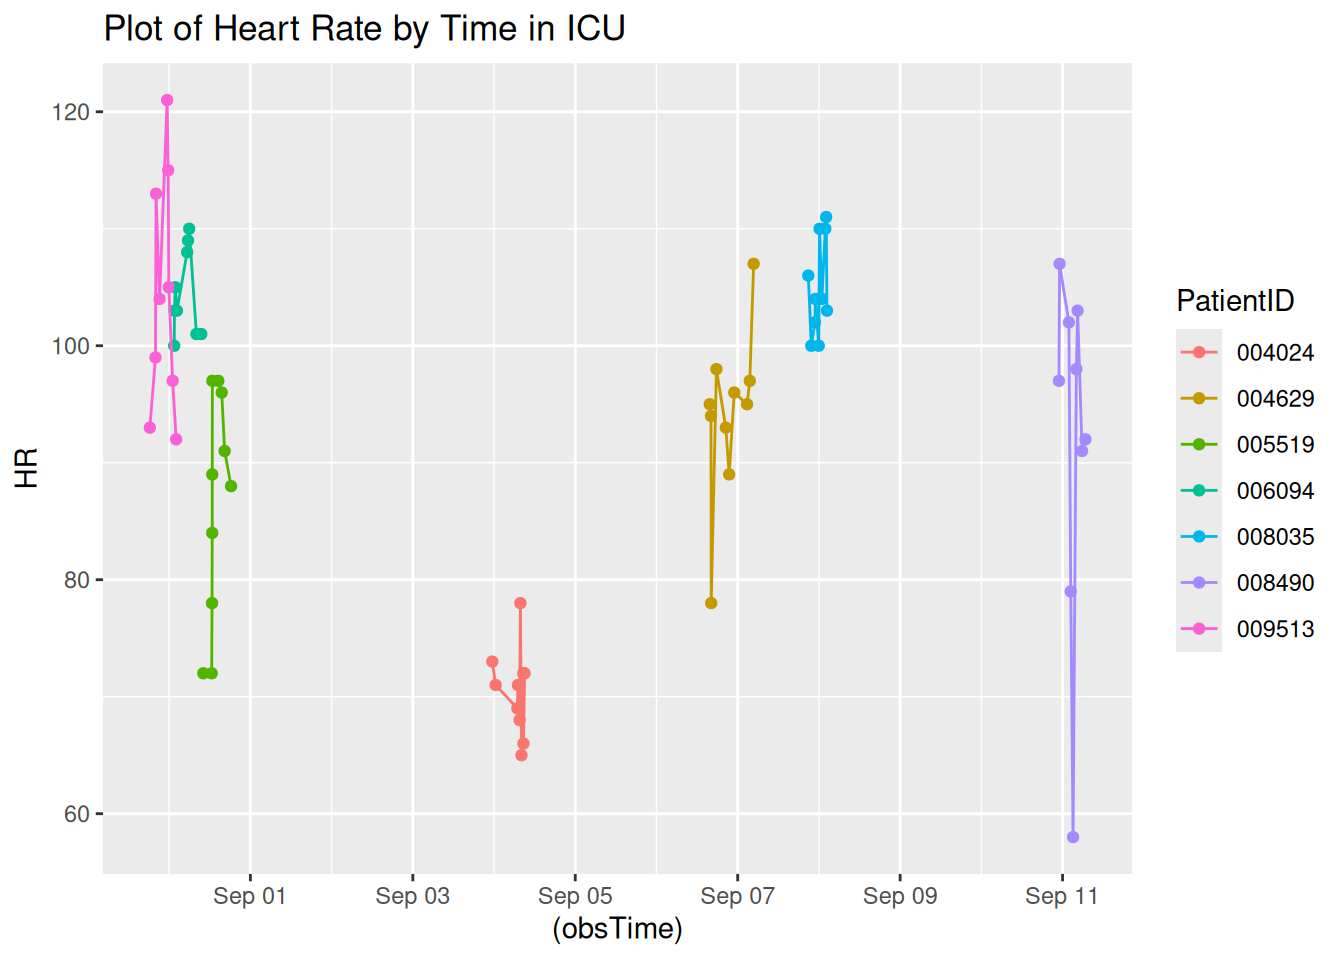 Plot of Heart Rate by Time in ICU
120
100
80
60
HR
Sep 01
Sep 03
Sep 05
Sep 07
Sep 09
Sep 11
(obsTime)
PatientID
004024
004629
005519
006094
008035
008490
009513